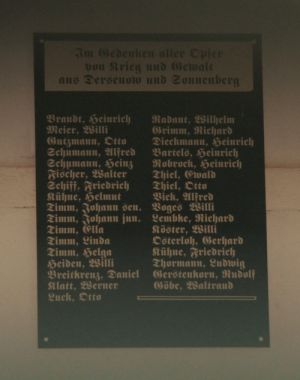 Im Gedenken aller Opfer
von Krieg und Gewalt
aus Dersenow und Sonnenberg
Brandt, Heinrich
Meier, Willi
Gutzmann, Otto
Schumann, Alfred
Schumann, Heinz
Fischer, Walter
Schiff, Friedrich
Kühne, Helmut
Timm, Johann sen.
Timm, Johann jun.
Timm, Ella
Timm, Linda
Timm, Helga
Heiden, Willi
Breitkrenz, Daniel
Klatt, Werner
Luck, Otto
Radant, Wilhelm
Grimm, Richard
Dieckmann, Heinrich
Bartels, Heinrich
Robrock, Heinrich
Thiel, Ewald
Thiel, Otto
Vick, Alfred
Voges Willi
Lembke, Richard
Köster, Willi
Osterloh, Gerhard
Kühne, Friedrich
Thormann, Ludwig
Gerstenkorn, Rudolf
Göbe, Waltraud